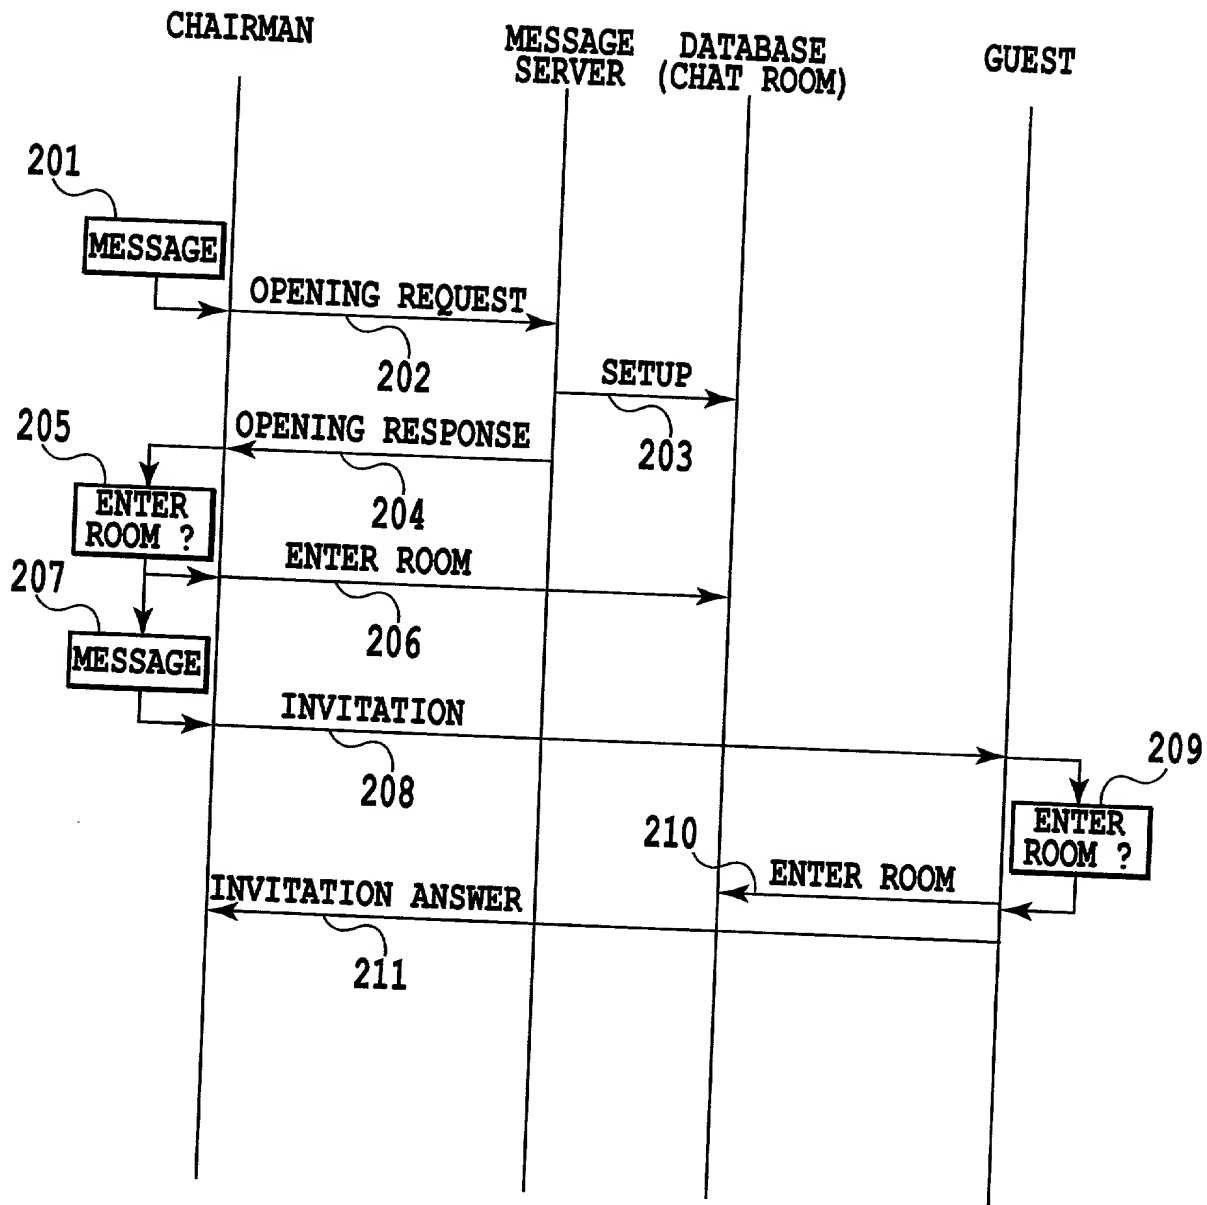 CHAIRMAN
MESSAGE
SERVER
DATABASE
(CHAT ROOM)
GUEST
201
MESSAGE
OPENING REQUEST
202
SETUP
203
OPENING RESPONSE
204
205
ENTER
ROOM ?
ENTER ROOM
206
207
MESSAGE
INVITATION
208
209
ENTER
ROOM ?
210
ENTER ROOM
INVITATION ANSWER
211